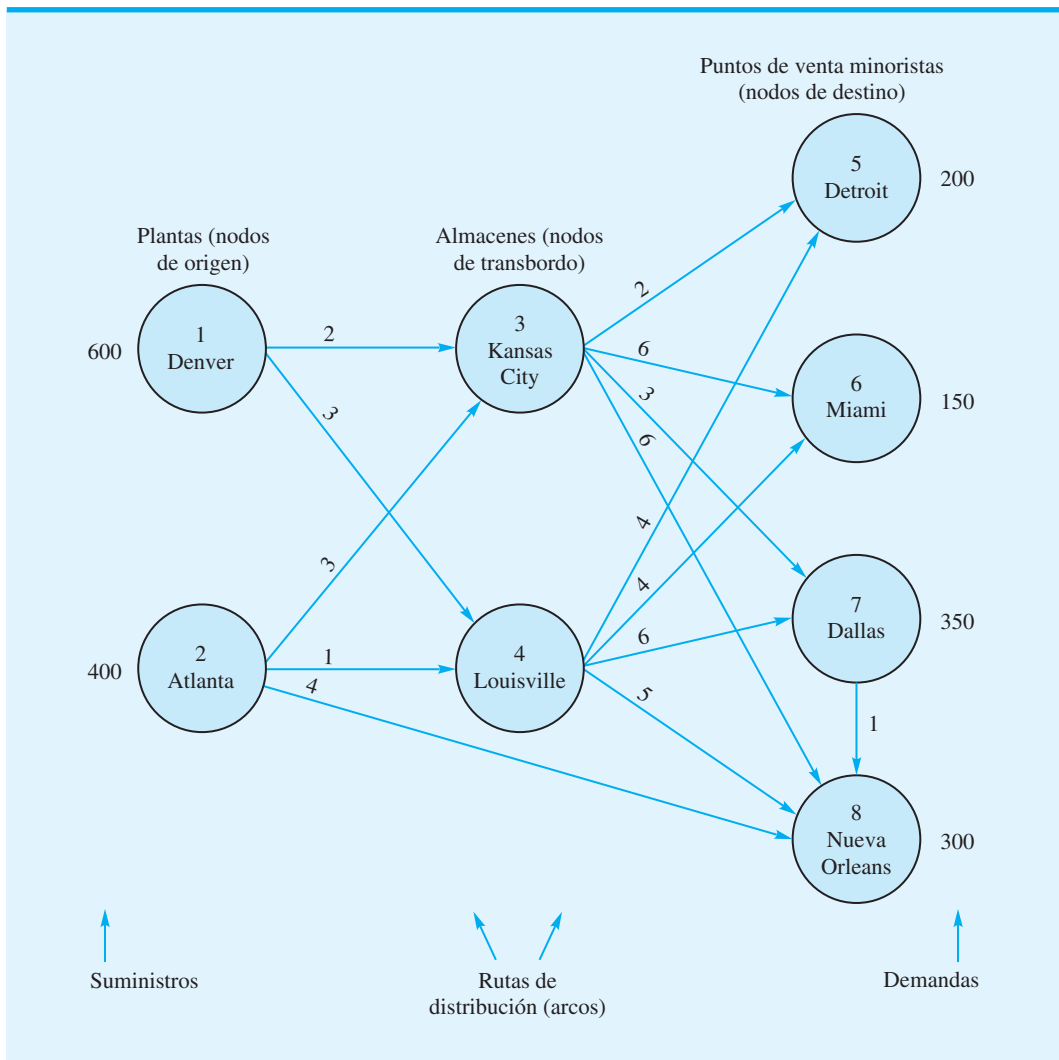 Puntos de venta minoristas
(nodos de destino)
5
Detroit
200
Plantas (nodos
de origen)
Almacenes (nodos
de transbordo)
600
1
Denver
2
3
3
Kansas
City
2
6
3
6
6
Miami
150
400
2
Atlanta
3
1
4
4
Louisville
4
4
6
5
7
Dallas
350
1
8
Nueva
Orleans
300
Suministros
Rutas de
distribución (arcos)
Demandas